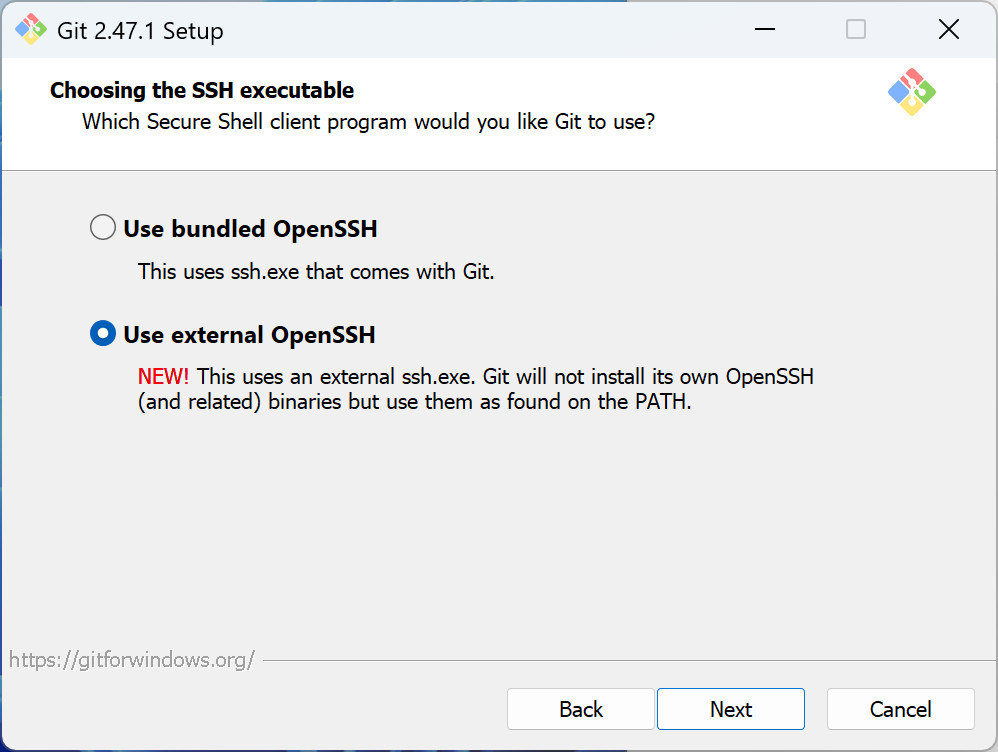 Git 2.47.1 Setup
Choosing the SSH executable
Which Secure Shell client program would you like Git to use?
Use bundled OpenSSH
This uses ssh.exe that comes with Git.
Use external OpenSSH
NEW! This uses an external ssh.exe. Git will not install its own OpenSSH
(and related) binaries but use them as found on the PATH.
https://gitforwindows.org/
Back Next Cancel